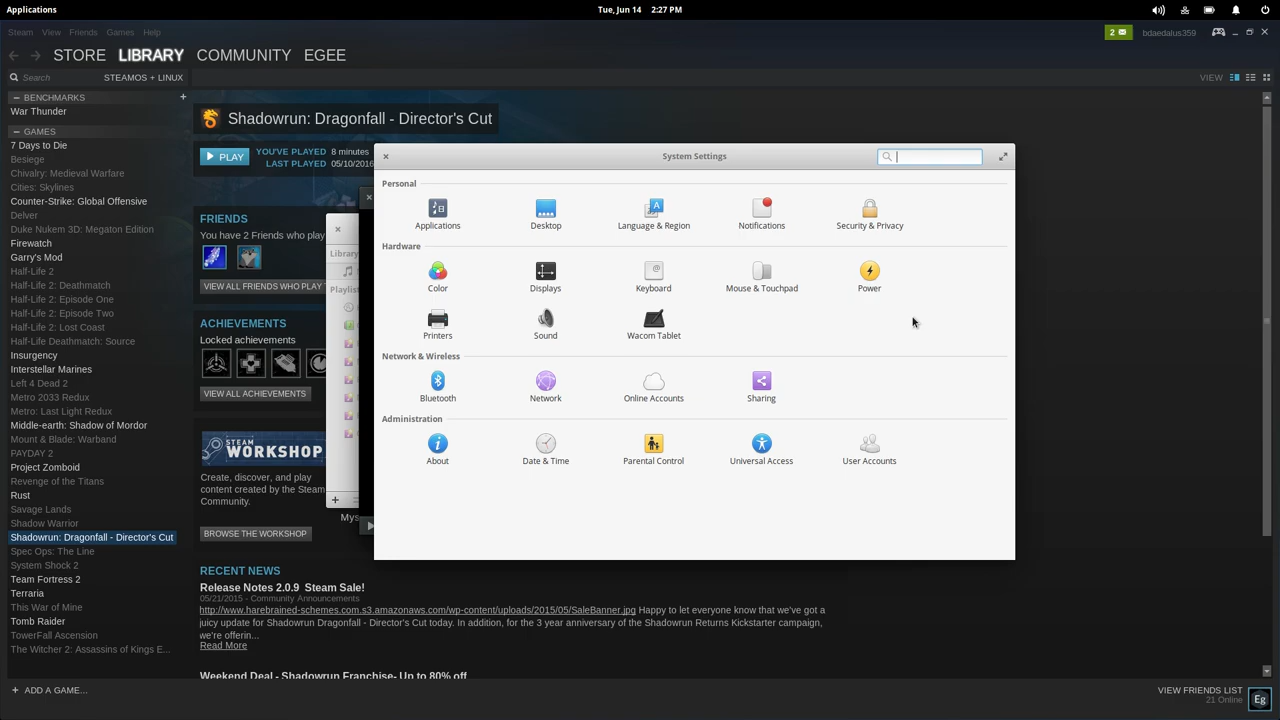 Applications
Tue, Jun 14 2:27 PM
Steam View Friends Games Help
2
bdaedalus359
STORE LIBRARY COMMUNITY EGEE
Search
STEAMOS + LINUX
VIEW
BENCHMARKS
War Thunder
GAMES
7 Days to Die
Besiege
Chivalry: Medieval Warfare
Cities: Skylines
Counter-Strike: Global Offensive
Delver
Duke Nukem 3D: Megaton Edition
Firewatch
Garry's Mod
Half-Life 2
Half-Life 2: Deathmatch
Half-Life 2: Episode One
Half-Life 2: Episode Two
Half-Life 2: Lost Coast
Half-Life Deathmatch: Source
Insurgency
Interstellar Marines
Left 4 Dead 2
Metro 2033 Redux
Metro: Last Light Redux
Middle-earth: Shadow of Mordor
Mount & Blade: Warband
PAYDAY 2
Project Zomboid
Revenge of the Titans
Rust
Savage Lands
Shadow Warrior
Shadowrun: Dragonfall - Director's Cut
Spec Ops: The Line
System Shock 2
Team Fortress 2
Terraria
This War of Mine
Tomb Raider
TowerFall Ascension
The Witcher 2: Assassins of Kings E...
ADD A GAME...
Shadowrun: Dragonfall - Director's Cut
PLAY
YOU'VE PLAYED 8 minutes
LAST PLAYED 05/10/2016
FRIENDS
You have 2 Friends who play
VIEW ALL FRIENDS WHO PLAY
ACHIEVEMENTS
Locked achievements
VIEW ALL ACHIEVEMENTS
STEAM
WORKSHOP
Create, discover, and play
content created by the Steam
Community.
BROWSE THE WORKSHOP
Library
Playlis
Mys
RECENT NEWS
Release Notes 2.0.9 Steam Sale!
05/21/2015 - Community Announcements
http://www.harebrained-schemes.com.s3.amazonaws.com/wp-content/uploads/2015/05/SaleBanner.jpg Happy to let everyone know that we've got a
juicy update for Shadowrun Dragonfall - Director's Cut today. In addition, for the 3 year anniversary of the Shadowrun Returns Kickstarter campaign,
we're offerin...
Read More
Weekend Deal - Shadowrun Franchise- Up to 80% off
System Settings
Personal
Applications
Desktop
Language & Region
Notifications
Security & Privacy
Hardware
Color
Displays
Keyboard
Mouse & Touchpad
Power
Printers
Sound
Wacom Tablet
Network & Wireless
Bluetooth
Network
Online Accounts
Sharing
Administration
About
Date & Time
Parental Control
Universal Access
User Accounts
VIEW FRIENDS LIST
21 Online
Eg